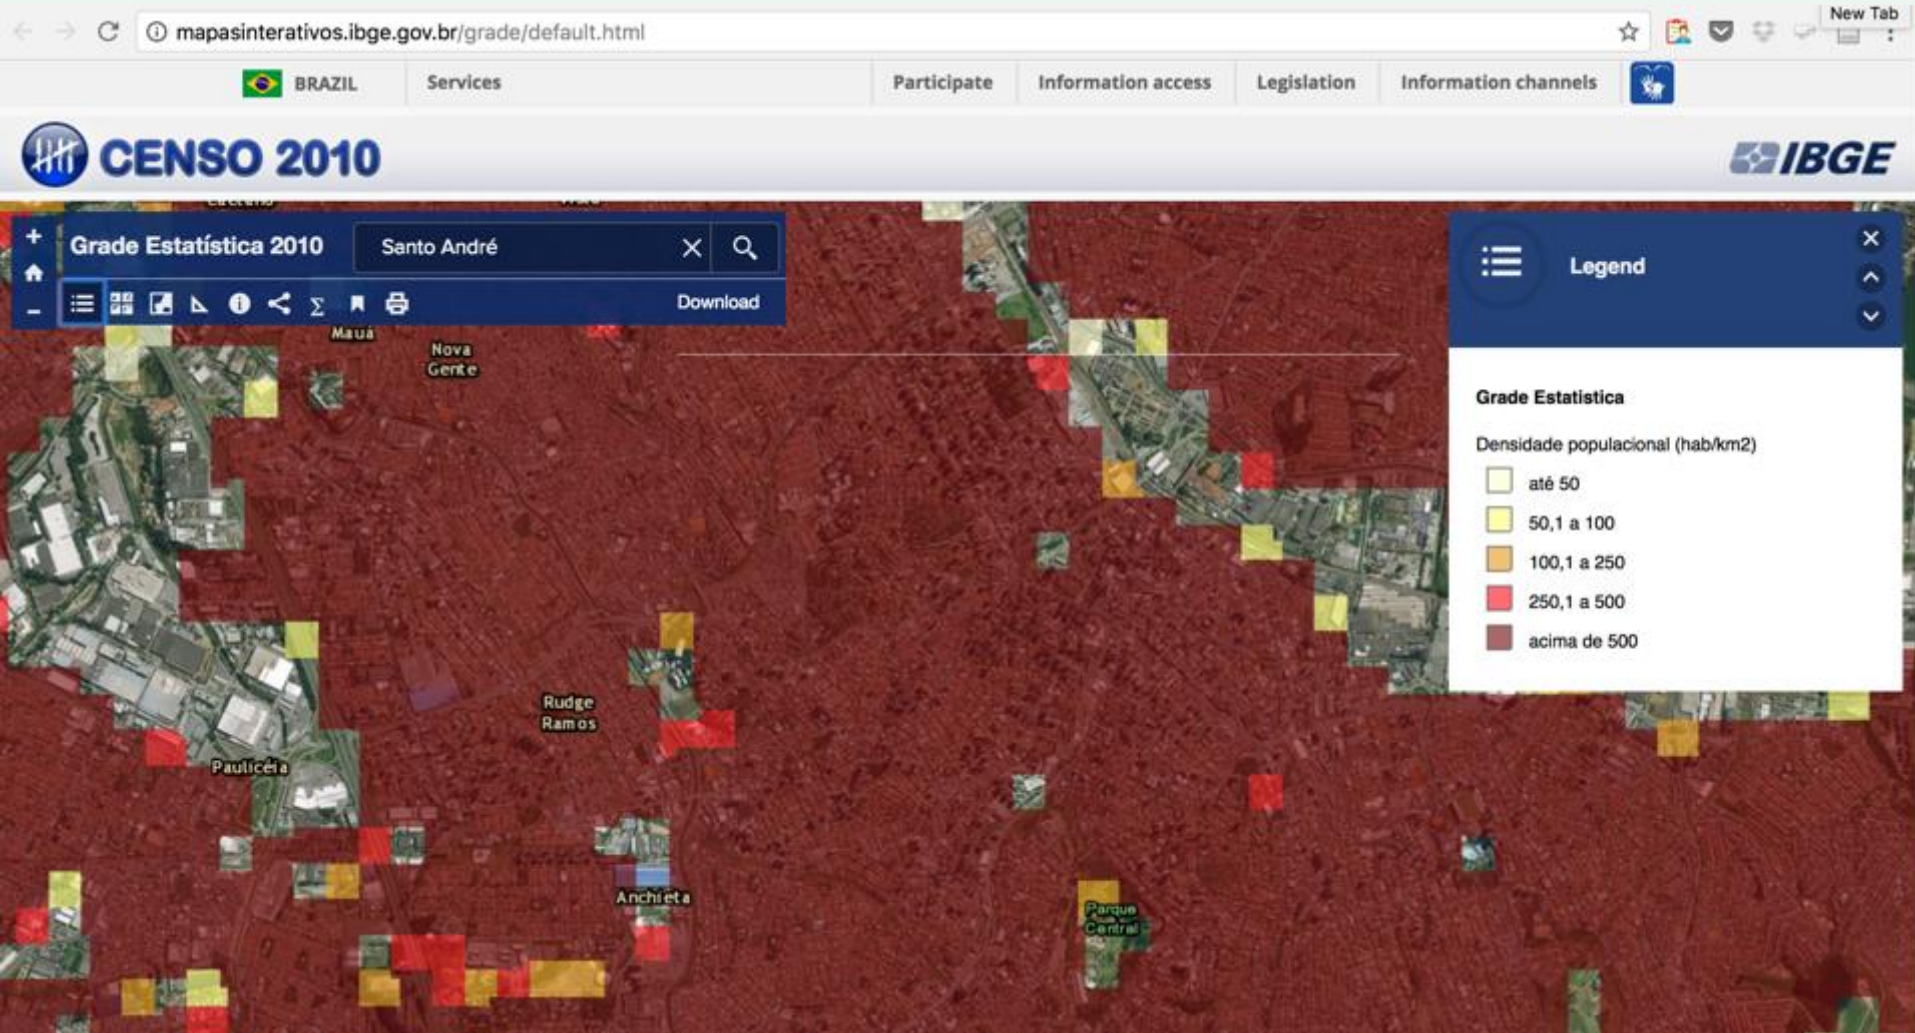 New Tab
mapasinterativos.ibge.gov.br/grade/default.html
BRAZIL
Services
Participate
Information access
Legislation
Information channels
CENSO 2010
IBGE
Grade Estatística 2010
Santo André
Download
Legend
Mauá
Nova
Gente
Grade Estatistica
Densidade populacional (hab/km2)
até 50
50,1 a 100
100,1 a 250
250,1 a 500
acima de 500
Rudge
Ramos
Paulicéia
Anchieta
Parque
Central